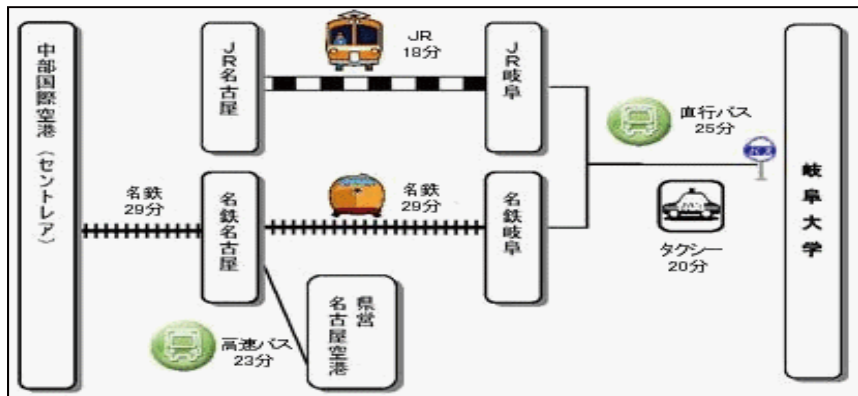 中部国際空港(セントレア)
名鉄
29分
JR名古屋
JR
18分
JR岐阜
名鉄名古屋
名鉄
29分
名鉄岐阜
高速バス
23分
県営
名古屋空港
直行バス
25分
バス
タクシー
20分
岐阜大学